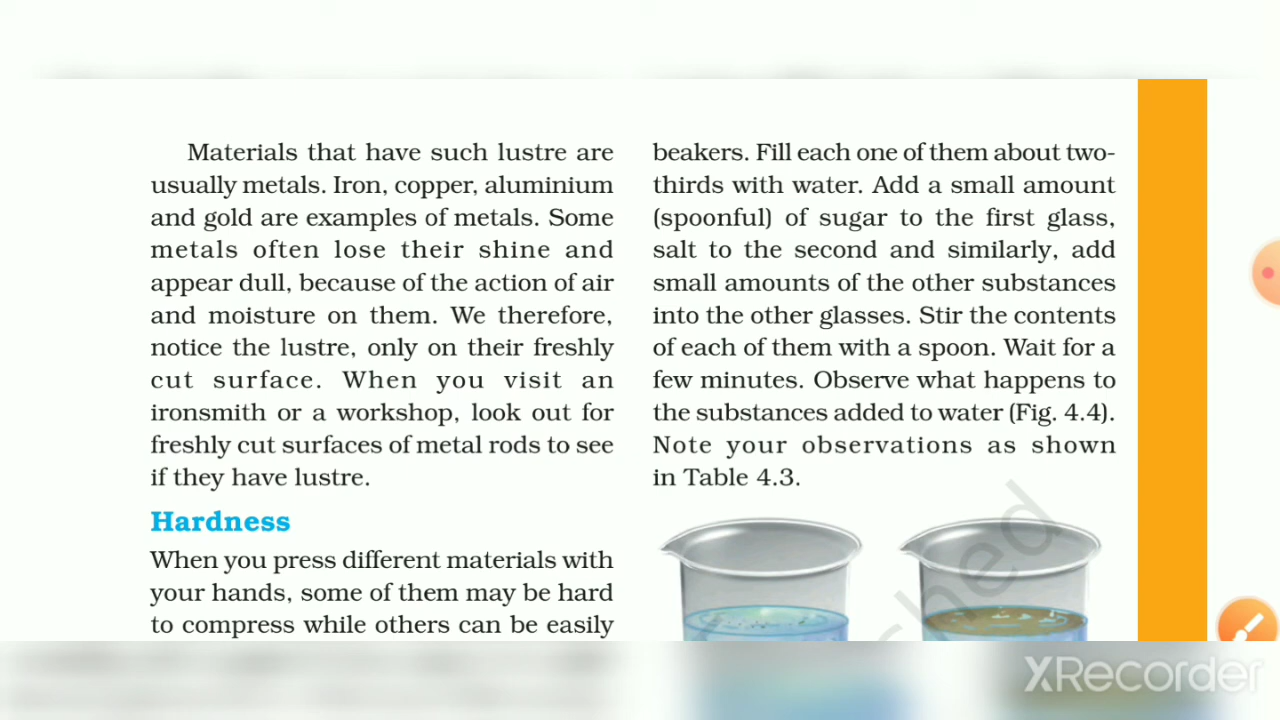 Materials that have such lustre are
usually metals. Iron, copper, aluminium
and gold are examples of metals. Some
metals often lose their shine and
appear dull, because of the action of air
and moisture on them. We therefore,
notice the lustre, only on their freshly
cut surface. When you visit an
ironsmith or a workshop, look out for
freshly cut surfaces of metal rods to see
if they have lustre.
Hardness
When you press different materials with
your hands, some of them may be hard
to compress while others can be easily
beakers. Fill each one of them about two-
thirds with water. Add a small amount
(spoonful) of sugar to the first glass,
salt to the second and similarly, add
small amounts of the other substances
into the other glasses. Stir the contents
of each of them with a spoon. Wait for a
few minutes. Observe what happens to
the substances added to water (Fig. 4.4).
Note your observations as shown
in Table 4.3.
XRecorder